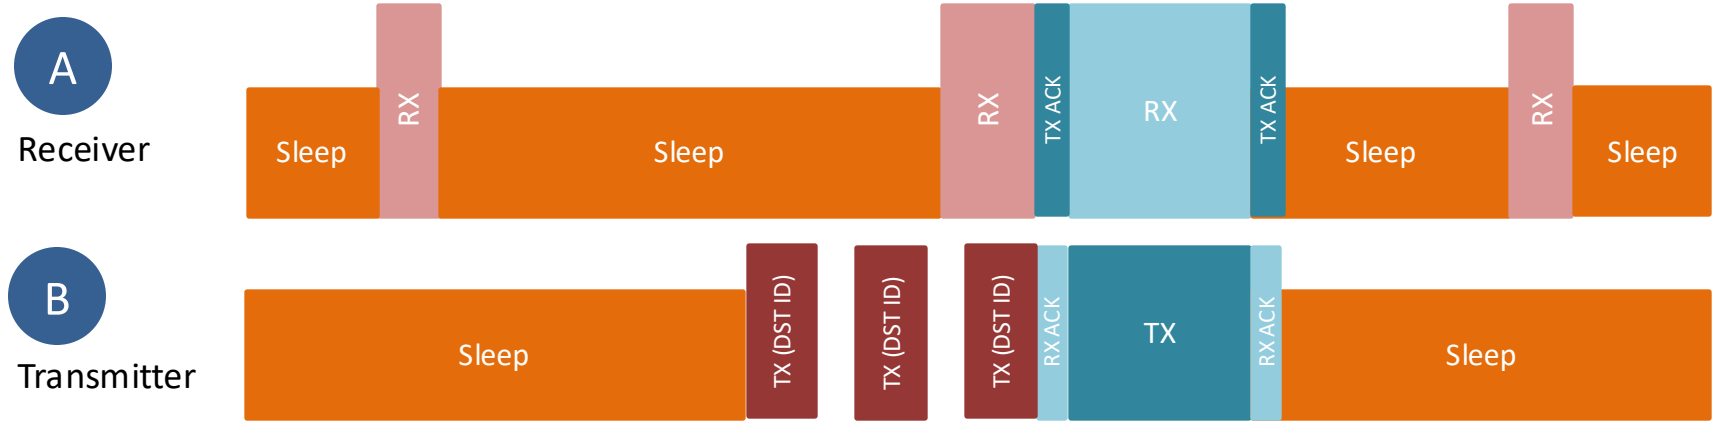 A
Receiver
Sleep
RX
Sleep
RX
TX ACK
RX
TX ACK
Sleep
RX
Sleep
B
Transmitter
Sleep
TX (DST ID)
TX (DST ID)
TX (DST ID)
RX ACK
TX
RX ACK
Sleep